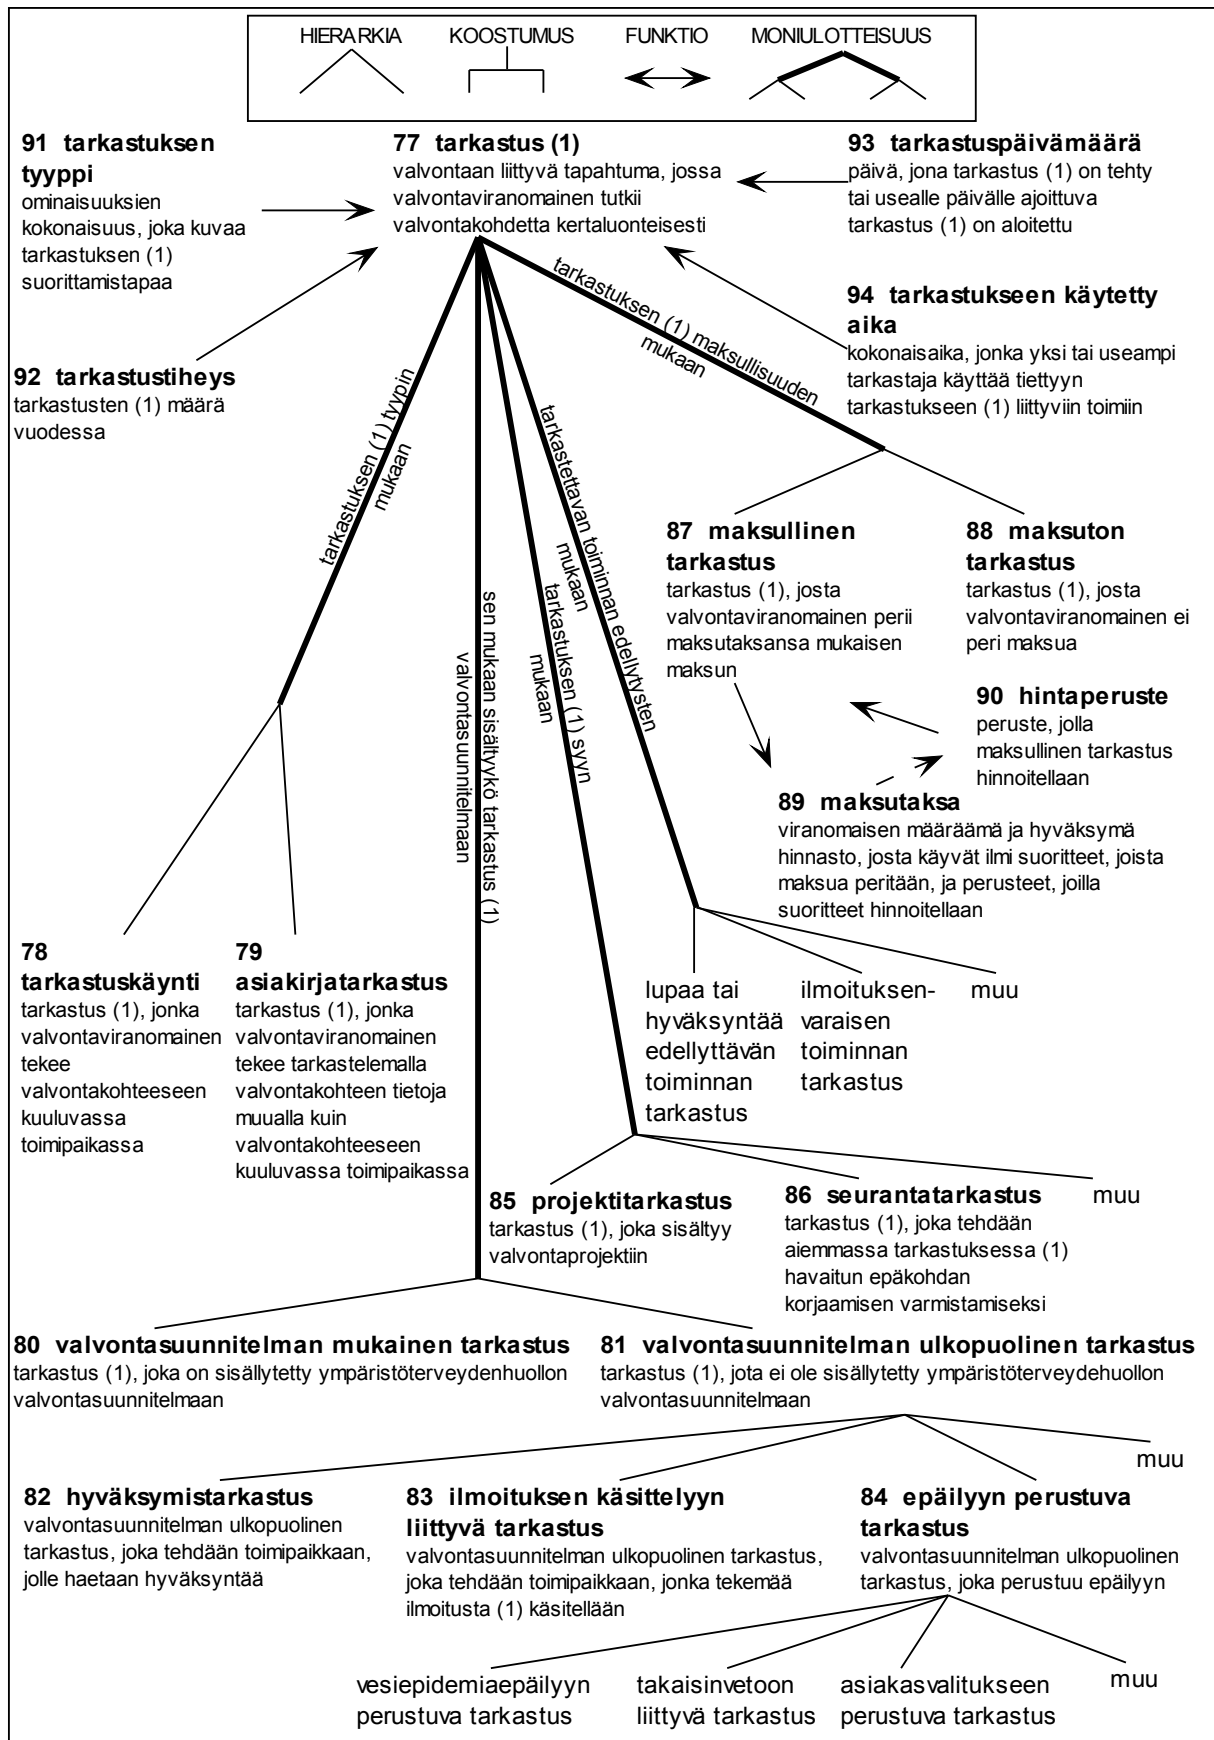 HIERARKIA KOOSTUMUS FUNKTIO MONIULOTTEISUUS
91 tarkastuksen
tyyppi
ominaisuuksien
kokonaisuus, joka kuvaa
tarkastuksen (1)
suorittamistapaa
77 tarkastus (1)
valvontaan liittyvä tapahtuma, jossa
valvontaviranomainen tutkii
valvontakohdetta kertaluonteisesti
93 tarkastuspäivämäärä
päivä, jona tarkastus (1) on tehty
tai usealle päivälle ajoittuva
tarkastus (1) on aloitettu
94 tarkastukseen käytetty
aika
kokonaisaika, jonka yksi tai useampi
tarkastaja käyttää tiettyyn
tarkastukseen (1) liittyviin toimiin
92 tarkastustiheys
tarkastusten (1) määrä
vuodessa
tarkastuksen (1) tyypin
mukaan
sen mukaan sisältyykö tarkastus (1)
valvontasuunnitelmaan
tarkastuksen (1) syyn
mukaan
tarkastettavan toiminnan edellytysten
mukaan
tarkastuksen (1) maksullisuuden
mukaan
87 maksullinen
tarkastus
tarkastus (1), josta
valvontaviranomainen perii
maksutaksansa mukaisen
maksun
88 maksuton
tarkastus
tarkastus (1), josta
valvontaviranomainen ei
peri maksua
90 hintaperuste
peruste, jolla
maksullinen tarkastus
hinnoitellaan
89 maksutaksa
viranomaisen määräämä ja hyväksymä
hinnasto, josta käyvät ilmi suoritteet, joista
maksua peritään, ja perusteet, joilla
suoritteet hinnoitellaan
78
tarkastuskäynti
tarkastus (1), jonka
valvontaviranomainen
tekee
valvontakohteeseen
kuuluvassa
toimipaikassa
79
asiakirjatarkastus
tarkastus (1), jonka
valvontaviranomainen
tekee tarkastelemalla
valvontakohteen tietoja
muualla kuin
valvontakohteeseen
kuuluvassa toimipaikassa
lupaa tai
hyväksyntää
edellyttävän
toiminnan
tarkastus
ilmoituksen-
varaisen
toiminnan
tarkastus
muu
85 projektitarkastus
tarkastus (1), joka sisältyy
valvontaprojektiin
86 seurantatarkastus
tarkastus (1), joka tehdään
aiemmassa tarkastuksessa (1)
havaitun epäkohdan
korjaamisen varmistamiseksi
muu
80 valvontasuunnitelman mukainen tarkastus
tarkastus (1), joka on sisällytetty ympäristöterveydenhuollon
valvontasuunnitelmaan
81 valvontasuunnitelman ulkopuolinen tarkastus
tarkastus (1), jota ei ole sisällytetty ympäristöterveydehuollon
valvontasuunnitelmaan
82 hyväksymistarkastus
valvontasuunnitelman ulkopuolinen
tarkastus, joka tehdään toimipaikkaan,
jolle haetaan hyväksyntää
83 ilmoituksen käsittelyyn
liittyvä tarkastus
valvontasuunnitelman ulkopuolinen tarkastus,
joka tehdään toimipaikkaan, jonka tekemää
ilmoitusta (1) käsitellään
84 epäilyyn perustuva
tarkastus
valvontasuunnitelman ulkopuolinen
tarkastus, joka perustuu epäilyyn
muu
vesiepidemiaepäilyyn
perustuva tarkastus
takaisinvetoon
liittyvä tarkastus
asiakasvalitukseen
perustuva tarkastus
muu